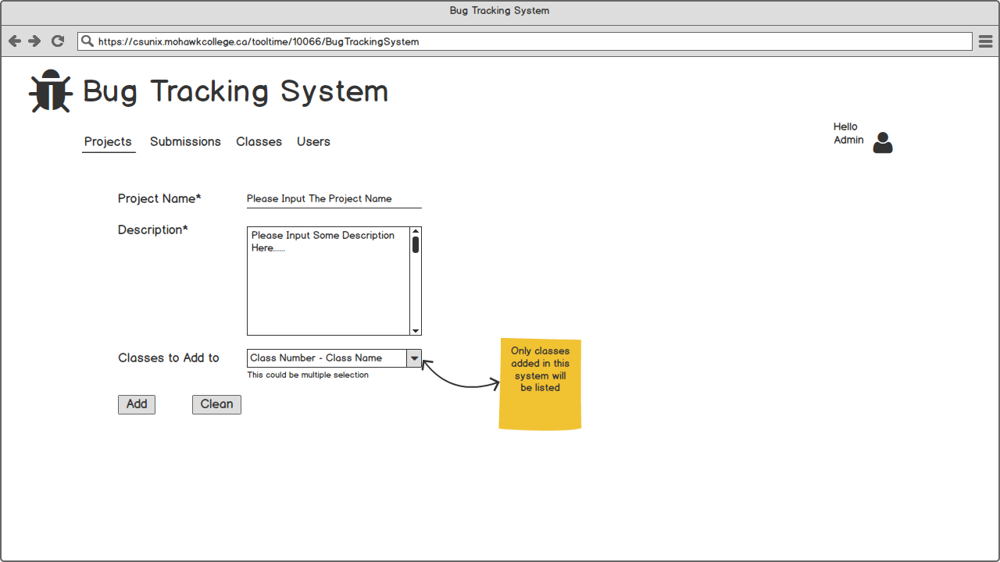 Bug Tracking System
https://csunix.mohawkcollege.ca/tooltime/10066/BugTrackingSystem
Bug Tracking System
Hello
Admin
Projects Submissions Classes Users
Project Name* Please Input The Project Name
Description* Please Input Some Description
Here......
Classes to Add to Class Number - Class Name
This could be multiple selection
Add Clean
Only classes
added in this
system will
be listed